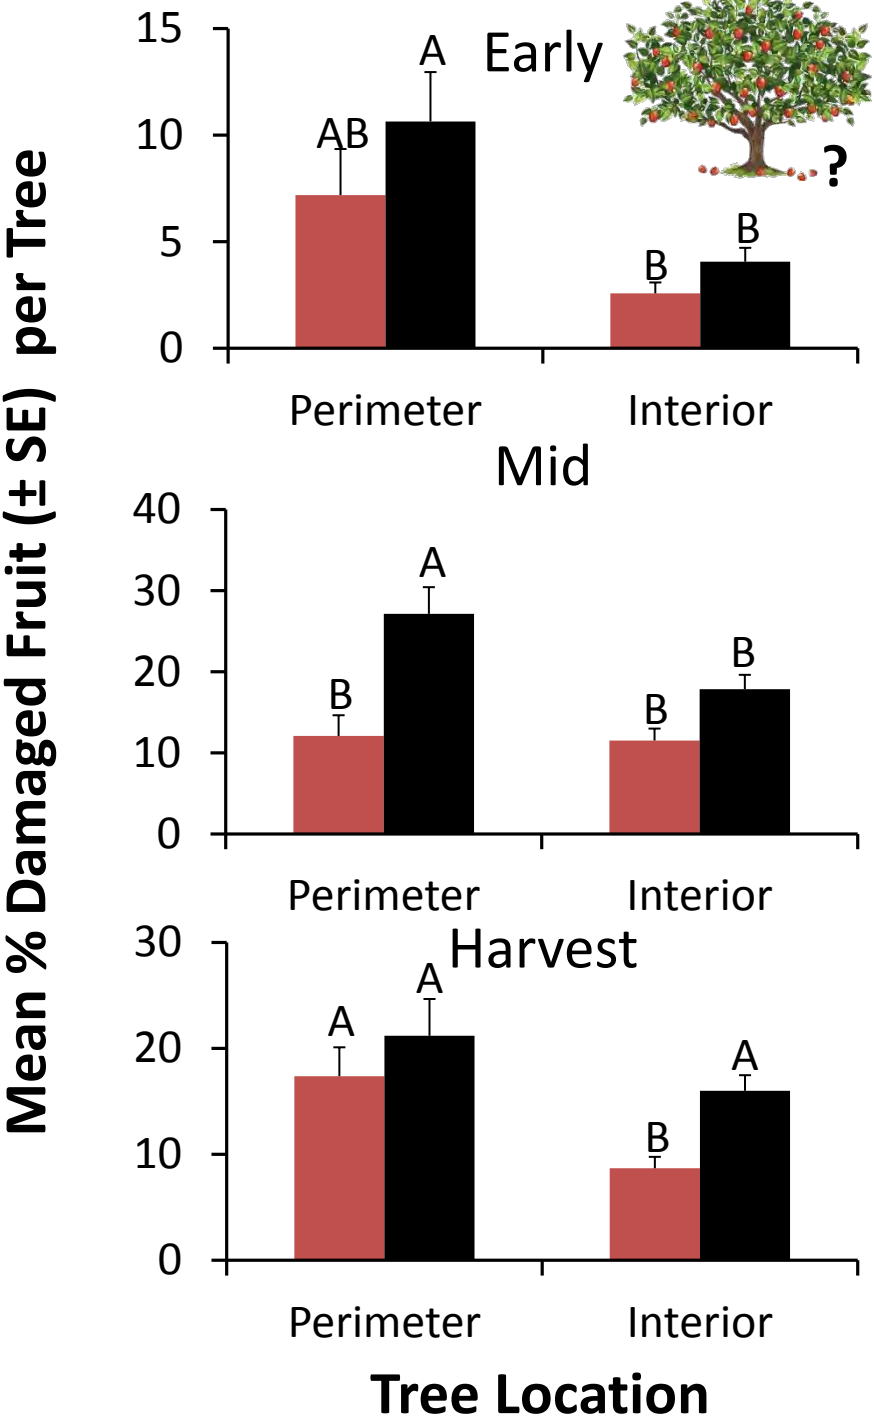 Mean % Damaged Fruit (± SE) per Tree
Early
?
15
10
5
0
AB
A
B
B
Perimeter
Interior
Mid
40
30
20
10
0
B
A
B
B
Perimeter
Interior
Harvest
30
20
10
0
A
A
B
A
Perimeter
Interior
Tree Location